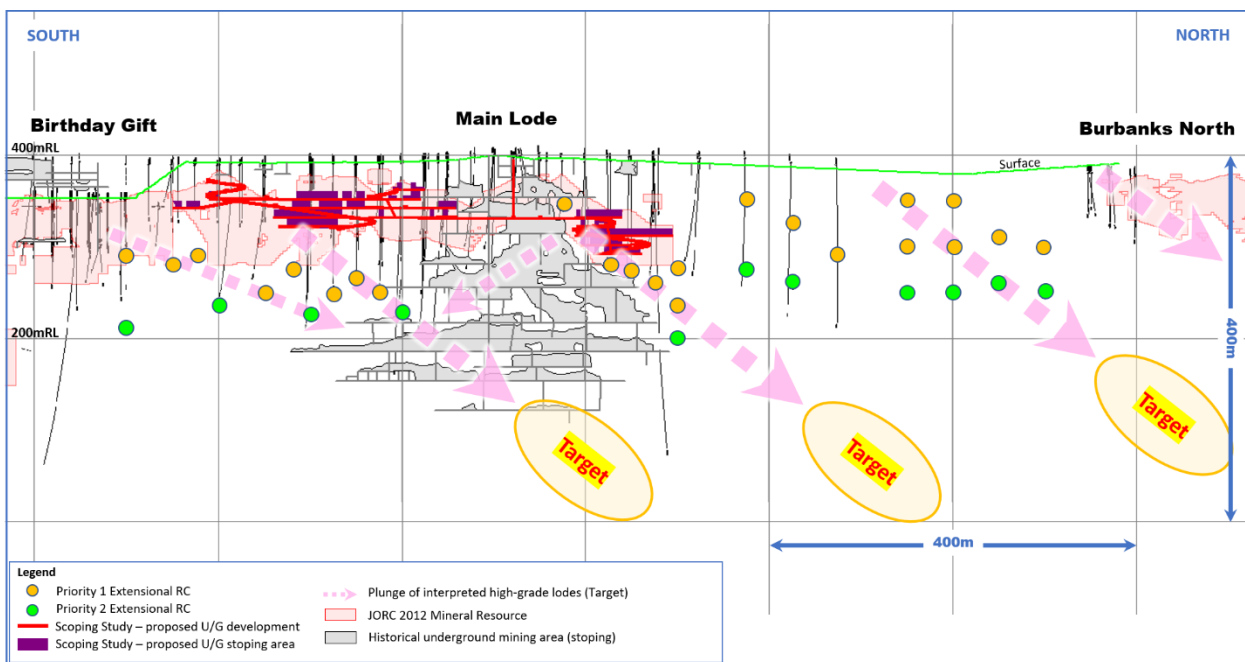 SOUTH
NORTH
Birthday Gift
Main Lode
Burbanks North
400mRL
Surface
200mRL
400m
Target
Target
Target
400m
Legend
Priority 1 Extensional RC
Priority 2 Extensional RC
Scoping Study – proposed U/G development
Scoping Study – proposed U/G stoping area
Plunge of interpreted high-grade lodes (Target)
JORC 2012 Mineral Resource
Historical underground mining area (stoping)